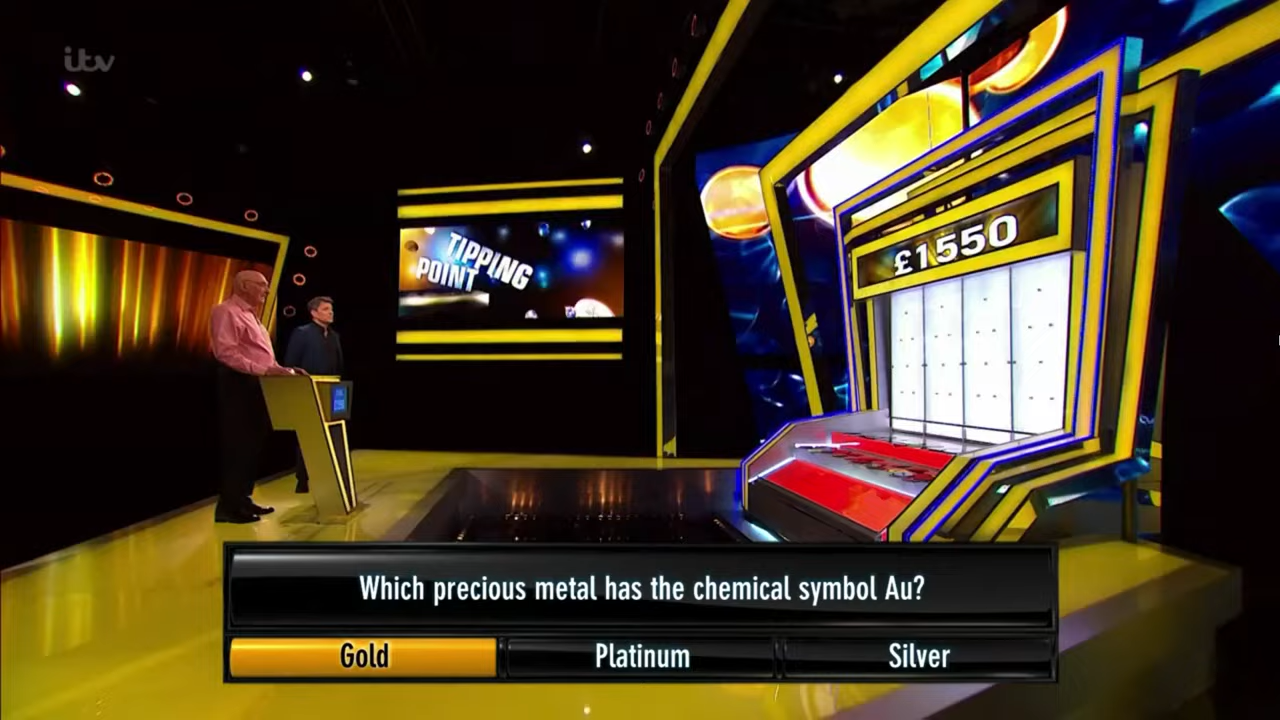 itv
TIPPING
POINT
£1550
Which precious metal has the chemical symbol Au?
Gold
Platinum
Silver